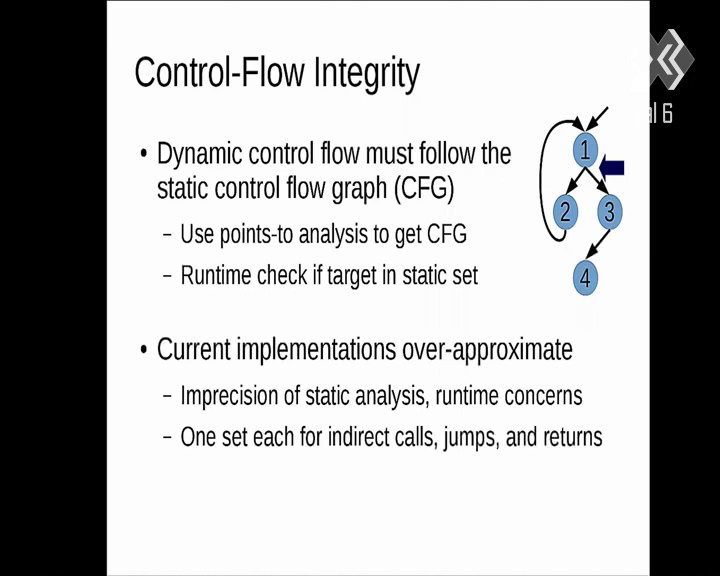 Control-Flow Integrity
• Dynamic control flow must follow the
static control flow graph (CFG)
– Use points-to analysis to get CFG
– Runtime check if target in static set
• Current implementations over-approximate
– Imprecision of static analysis, runtime concerns
– One set each for indirect calls, jumps, and returns
1
2
3
4
6